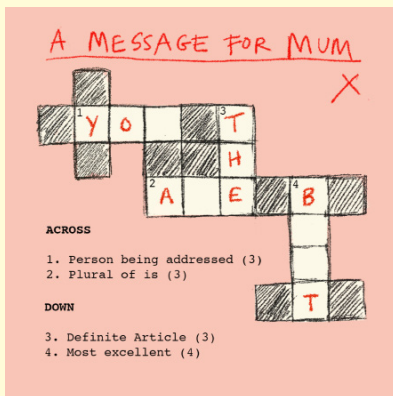 A MESSAGE FOR MUM
X
1 Y O 3 T
H
2 A E 4 B
T
ACROSS
1. Person being addressed (3)
2. Plural of is (3)
DOWN
3. Definite Article (3)
4. Most excellent (4)